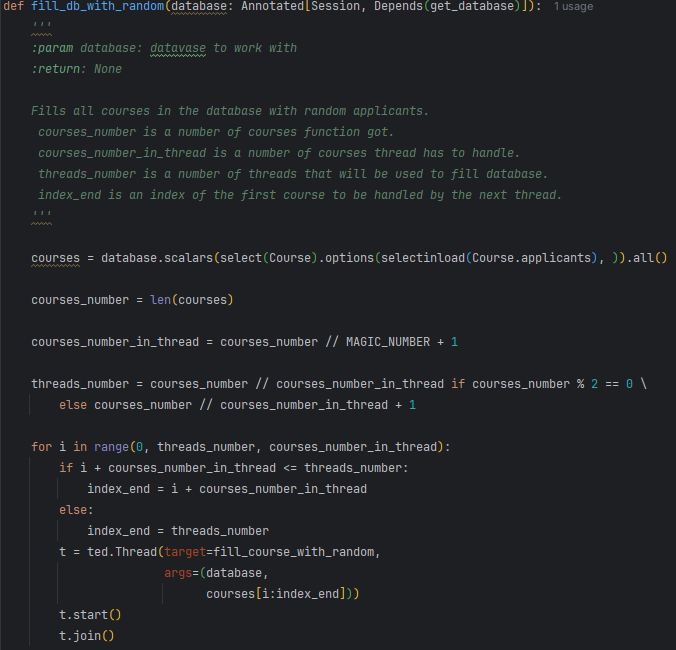 def fill_db_with_random(database: Annotated[Session, Depends(get_database)]): 1 usage
'''
:param database: datavase to work with
:return: None
Fills all courses in the database with random applicants.
courses_number is a number of courses function got.
courses_number_in_thread is a number of courses thread has to handle.
threads_number is a number of threads that will be used to fill database.
index_end is an index of the first course to be handled by the next thread.
'''
courses = database.scalars(select(Course).options(selectinload(Course.applicants), )).all()
courses_number = len(courses)
courses_number_in_thread = courses_number // MAGIC_NUMBER + 1
threads_number = courses_number // courses_number_in_thread if courses_number % 2 == 0 \
else courses_number // courses_number_in_thread + 1
for i in range(0, threads_number, courses_number_in_thread):
if i + courses_number_in_thread <= threads_number:
index_end = i + courses_number_in_thread
else:
index_end = threads_number
t = ted.Thread(target=fill_course_with_random,
args=(database,
courses[i:index_end]))
t.start()
t.join()